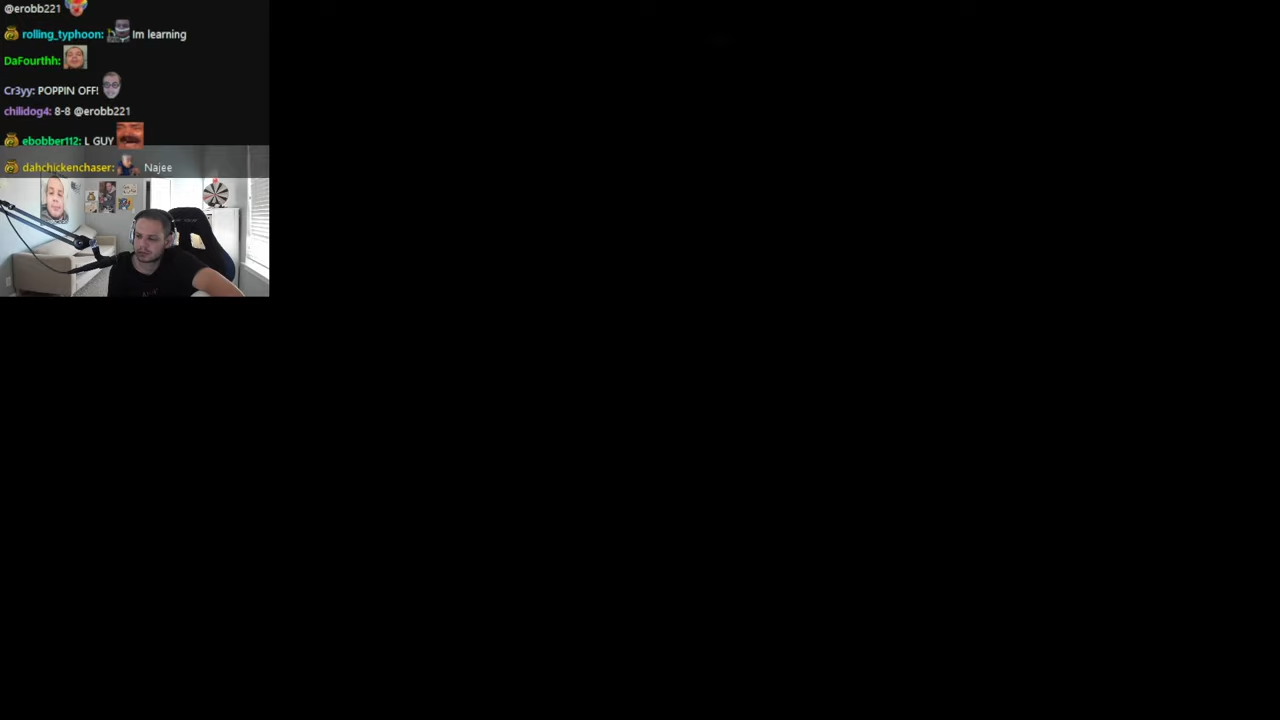 @erobb221
rolling_typhoon: Im learning
DaFourthh:
Cr3yy: POPPIN OFF!
chilidog4: 8-8 @erobb221
ebobber112: L GUY
dahchickenchaser: Najee